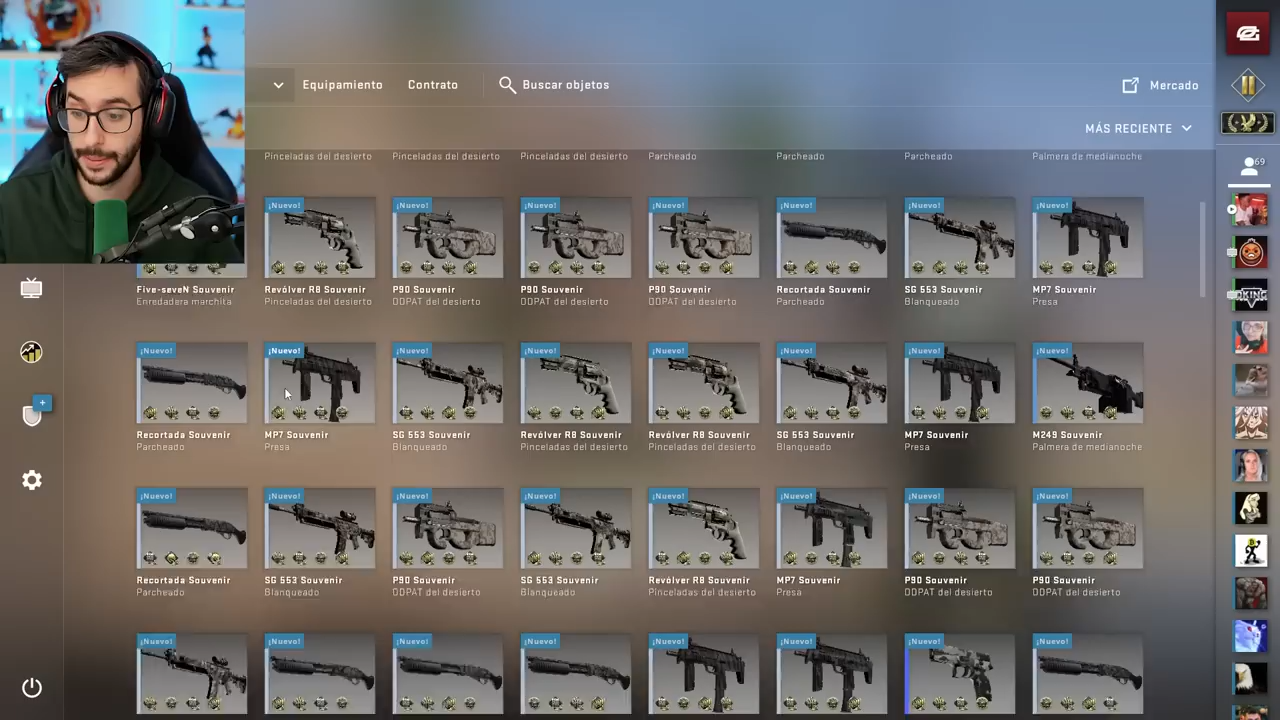 Equipamiento Contrato Buscar objetos Mercado
MÁS RECIENTE
Pinceladas del desierto Pinceladas del desierto Pinceladas del desierto Parcheado Parcheado Parcheado Palmera de medianoche
69
¡Nuevo! ¡Nuevo! ¡Nuevo! ¡Nuevo! ¡Nuevo! ¡Nuevo! ¡Nuevo!
Five-seveN Souvenir Revólver R8 Souvenir P90 Souvenir P90 Souvenir P90 Souvenir Recortada Souvenir SG 553 Souvenir MP7 Souvenir
Enredadera marchita Pinceladas del desierto DDPAT del desierto DDPAT del desierto DDPAT del desierto Parcheado Blanqueado Presa
¡Nuevo! ¡Nuevo! ¡Nuevo! ¡Nuevo! ¡Nuevo! ¡Nuevo! ¡Nuevo! ¡Nuevo!
Recortada Souvenir MP7 Souvenir SG 553 Souvenir Revólver R8 Souvenir Revólver R8 Souvenir SG 553 Souvenir MP7 Souvenir M249 Souvenir
Parcheado Presa Blanqueado Pinceladas del desierto Pinceladas del desierto Blanqueado Presa Palmera de medianoche
¡Nuevo! ¡Nuevo! ¡Nuevo! ¡Nuevo! ¡Nuevo! ¡Nuevo! ¡Nuevo! ¡Nuevo!
Recortada Souvenir SG 553 Souvenir P90 Souvenir SG 553 Souvenir Revólver R8 Souvenir MP7 Souvenir P90 Souvenir P90 Souvenir
Parcheado Blanqueado DDPAT del desierto Blanqueado Pinceladas del desierto Presa DDPAT del desierto DDPAT del desierto
¡Nuevo! ¡Nuevo! ¡Nuevo! ¡Nuevo! ¡Nuevo! ¡Nuevo! ¡Nuevo! ¡Nuevo!